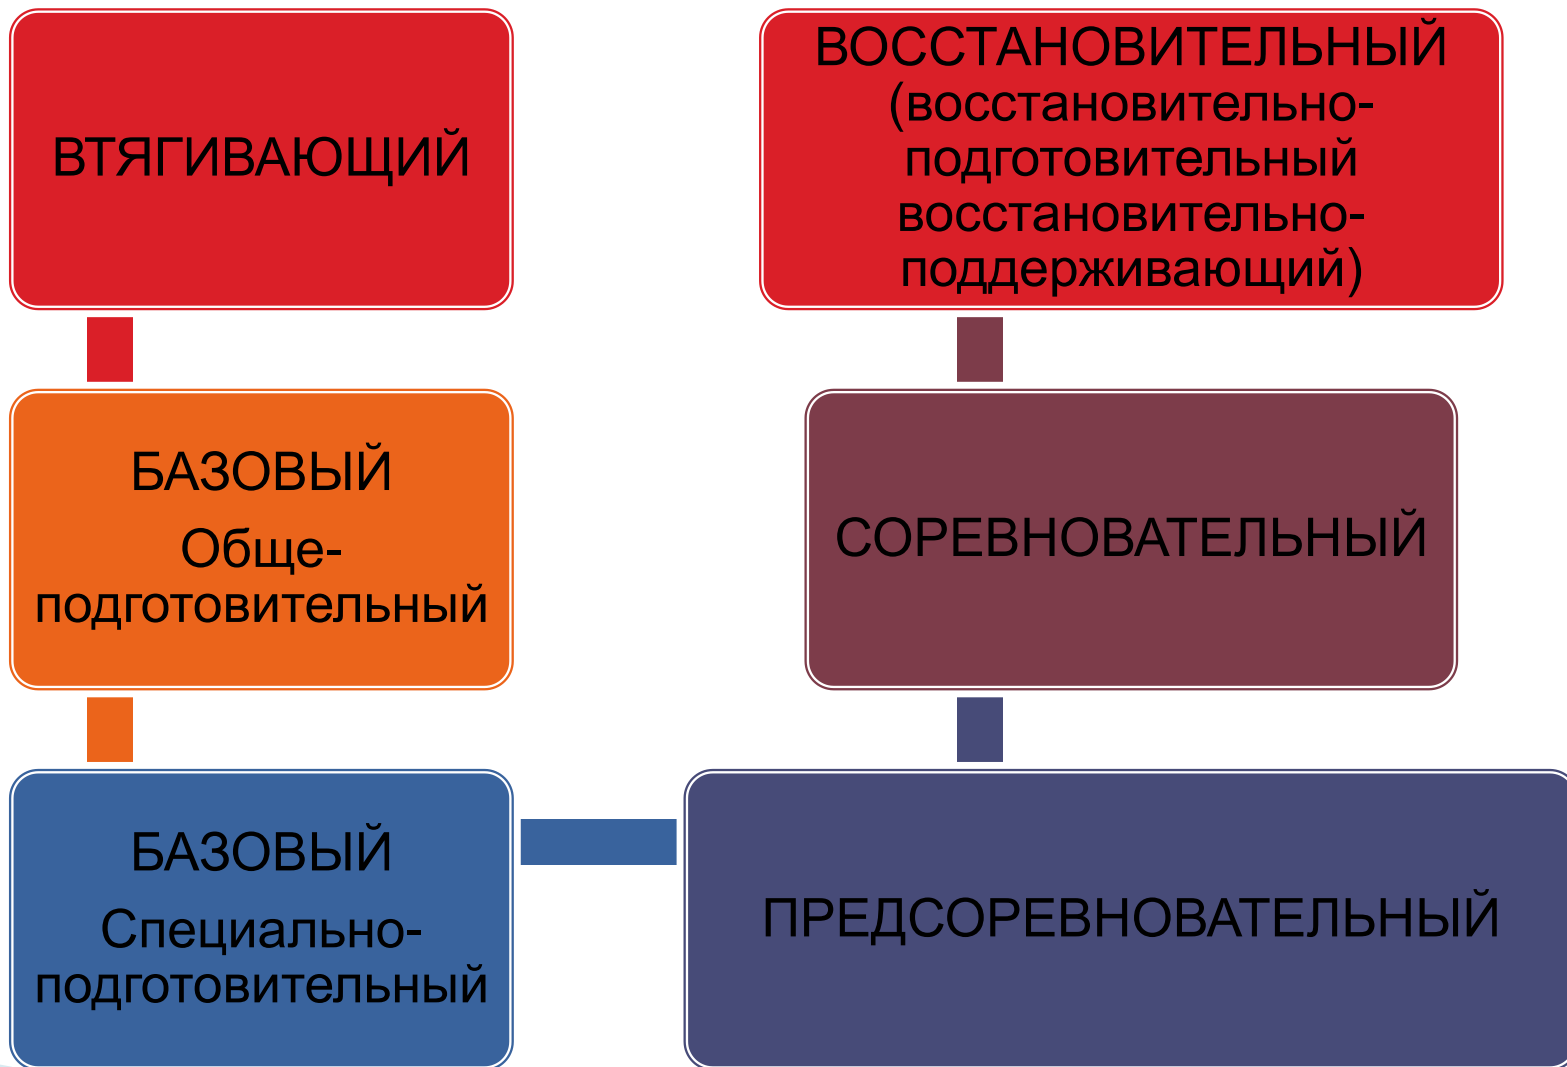 ВТЯГИВАЮЩИЙ
БАЗОВЫЙ
Обще-
подготовительный
БАЗОВЫЙ
Специально-
подготовительный
ПРЕДСОРЕВНОВАТЕЛЬНЫЙ
СОРЕВНОВАТЕЛЬНЫЙ
ВОССТАНОВИТЕЛЬНЫЙ
(восстановительно-
подготовительный
восстановительно-
поддерживающий)